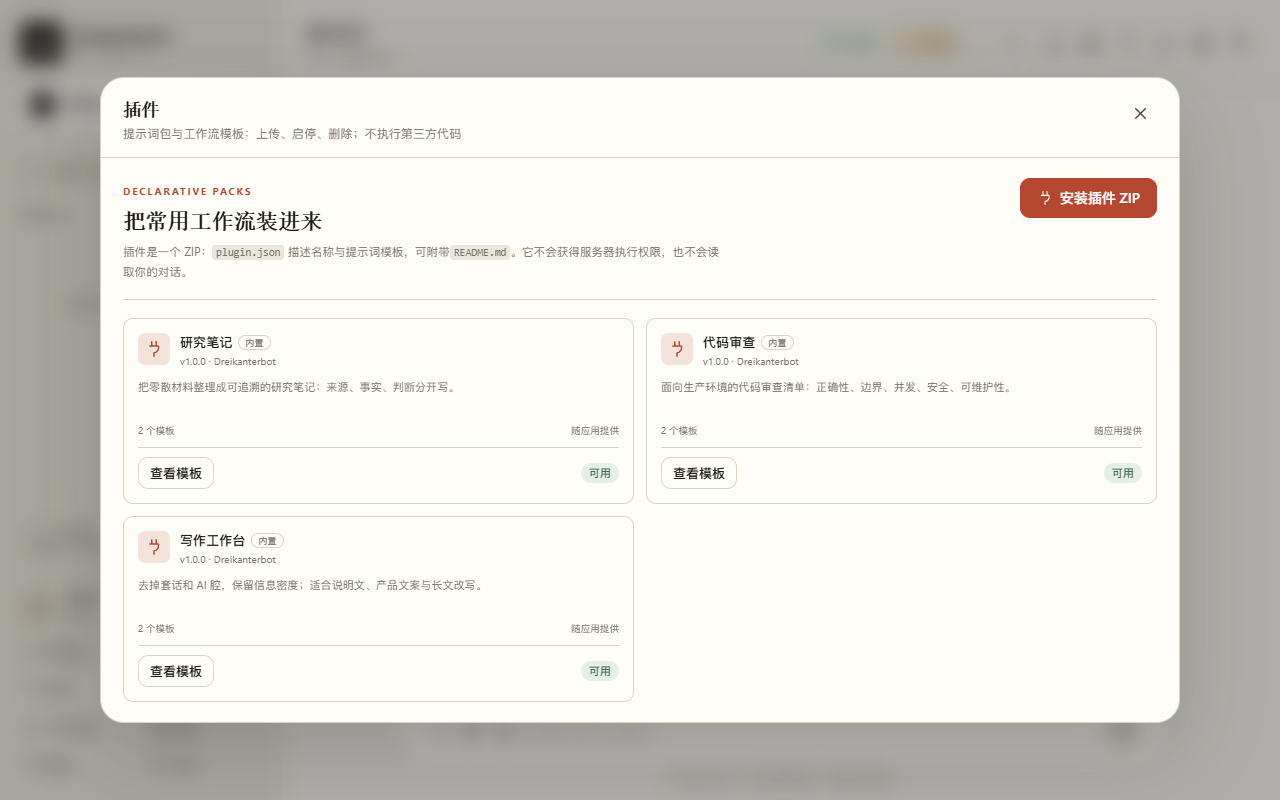 插件
提示词包与工作流模板：上传、启停、删除；不执行第三方代码
DECLARATIVE PACKS
把常用工作流装进来
安装插件 ZIP
插件是一个 ZIP：plugin.json 描述名称与提示词模板，可附带README.md。它不会获得服务器执行权限，也不会读
取你的对话。
研究笔记 内置
v1.0.0 · Dreikanterbot
把零散材料整理成可追溯的研究笔记：来源、事实、判断分开写。
2 个模板 随应用提供
查看模板 可用
代码审查 内置
v1.0.0 · Dreikanterbot
面向生产环境的代码审查清单：正确性、边界、并发、安全、可维护性。
2 个模板 随应用提供
查看模板 可用
写作工作台 内置
v1.0.0 · Dreikanterbot
去掉套话和 AI 腔，保留信息密度；适合说明文、产品文案与长文改写。
2 个模板 随应用提供
查看模板 可用